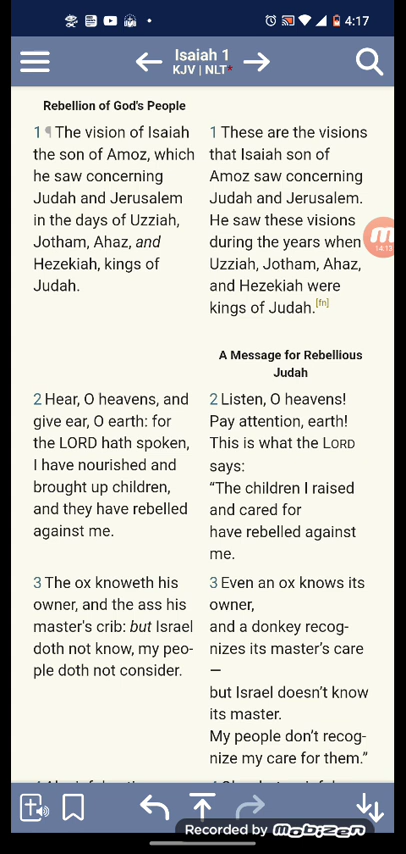 4:17
Isaiah 1
KJV | NLT*
Rebellion of God's People
1 ¶ The vision of Isaiah
the son of Amoz, which
he saw concerning
Judah and Jerusalem
in the days of Uzziah,
Jotham, Ahaz, and
Hezekiah, kings of
Judah.
1 These are the visions
that Isaiah son of
Amoz saw concerning
Judah and Jerusalem.
He saw these visions
during the years when
Uzziah, Jotham, Ahaz,
and Hezekiah were
kings of Judah.[fn]
14:13
A Message for Rebellious
Judah
2 Hear, O heavens, and
give ear, O earth: for
the LORD hath spoken,
I have nourished and
brought up children,
and they have rebelled
against me.
2 Listen, O heavens!
Pay attention, earth!
This is what the LORD
says:
“The children I raised
and cared for
have rebelled against
me.
3 The ox knoweth his
owner, and the ass his
master's crib: but Israel
doth not know, my peo-
ple doth not consider.
3 Even an ox knows its
owner,
and a donkey recog-
nizes its master’s care
—
but Israel doesn’t know
its master.
My people don’t recog-
nize my care for them.”
Recorded by mobizen